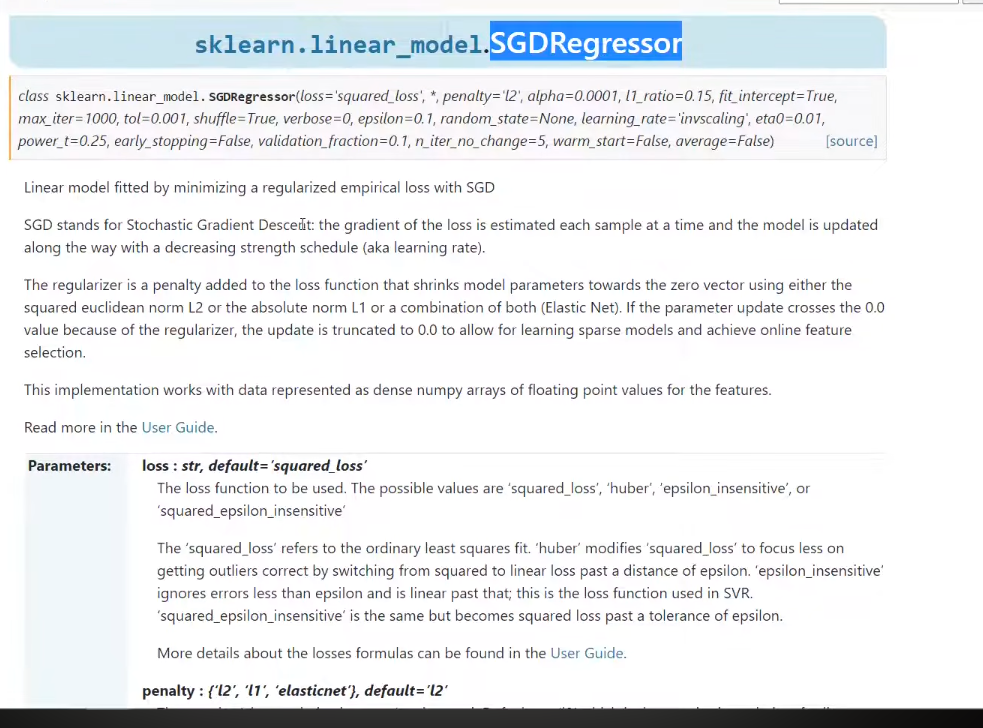 sklearn.linear_model.SGDRegressor
class sklearn.linear_model.SGDRegressor(loss='squared_loss', *, penalty='l2', alpha=0.0001, l1_ratio=0.15, fit_intercept=True,
max_iter=1000, tol=0.001, shuffle=True, verbose=0, epsilon=0.1, random_state=None, learning_rate='invscaling', eta0=0.01,
power_t=0.25, early_stopping=False, validation_fraction=0.1, n_iter_no_change=5, warm_start=False, average=False) [source]
Linear model fitted by minimizing a regularized empirical loss with SGD
SGD stands for Stochastic Gradient Descent: the gradient of the loss is estimated each sample at a time and the model is updated
along the way with a decreasing strength schedule (aka learning rate).
The regularizer is a penalty added to the loss function that shrinks model parameters towards the zero vector using either the
squared euclidean norm L2 or the absolute norm L1 or a combination of both (Elastic Net). If the parameter update crosses the 0.0
value because of the regularizer, the update is truncated to 0.0 to allow for learning sparse models and achieve online feature
selection.
This implementation works with data represented as dense numpy arrays of floating point values for the features.
Read more in the User Guide.
Parameters: loss : str, default='squared_loss'
The loss function to be used. The possible values are 'squared_loss', 'huber', 'epsilon_insensitive', or
'squared_epsilon_insensitive'
The 'squared_loss' refers to the ordinary least squares fit. 'huber' modifies 'squared_loss' to focus less on
getting outliers correct by switching from squared to linear loss past a distance of epsilon. 'epsilon_insensitive'
ignores errors less than epsilon and is linear past that; this is the loss function used in SVR.
'squared_epsilon_insensitive' is the same but becomes squared loss past a tolerance of epsilon.
More details about the losses formulas can be found in the User Guide.
penalty : {'l2', 'l1', 'elasticnet'}, default='l2'